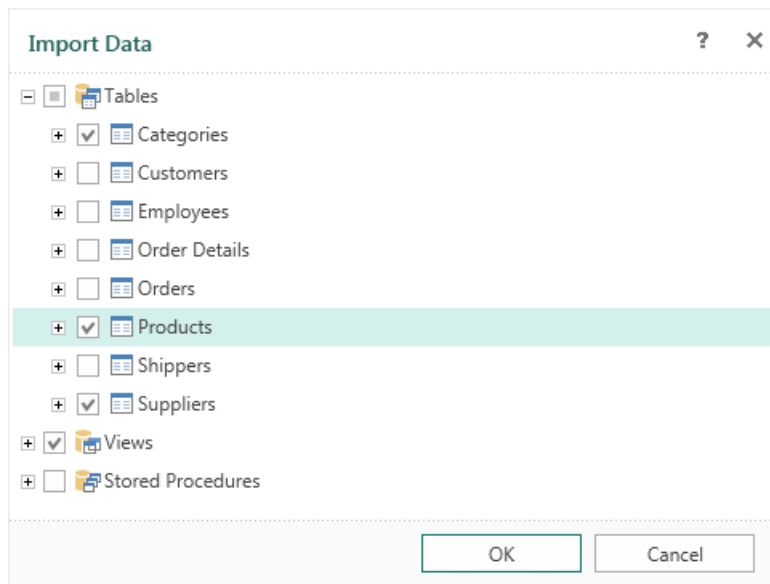 Import Data
?
Tables
Categories
Customers
Employees
Order Details
Orders
Products
Shippers
Suppliers
Views
Stored Procedures
OK
Cancel